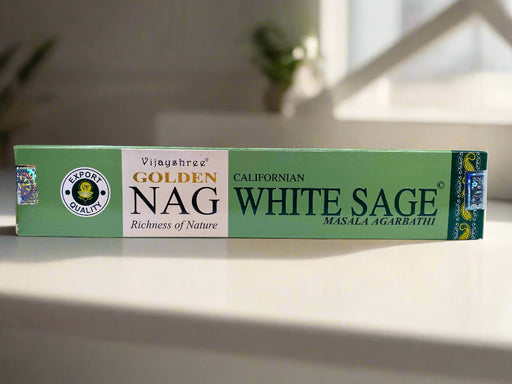 EXPORT
QUALITY
Vijayshree®
GOLDEN
NAG
Richness of Nature
CALIFORNIAN
WHITE SAGE©
MASALA AGARBATHI